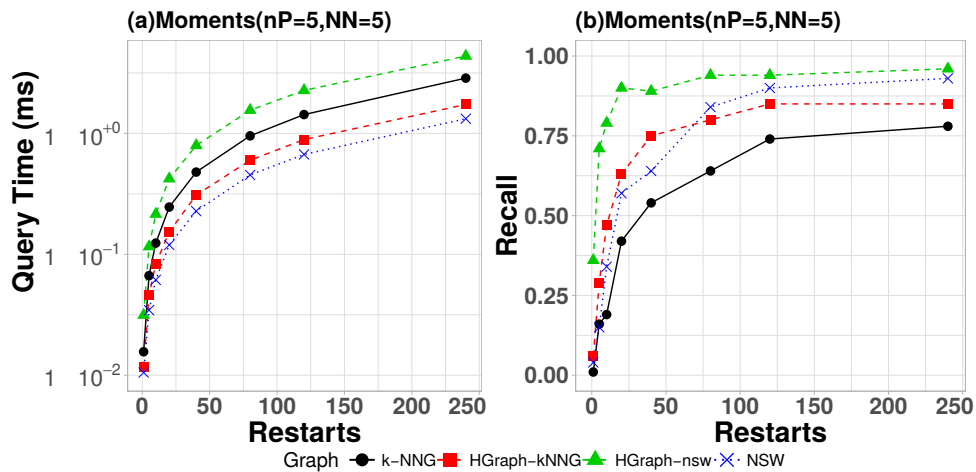 (a)Moments(nP=5,NN=5)
Query Time (ms)
1 10+0
1 10−1
1 10−2
0 50 100 150 200 250
Restarts
(b)Moments(nP=5,NN=5)
Recall
1.00
0.75
0.50
0.25
0.00
0 50 100 150 200 250
Restarts
Graph k−NNG HGraph−kNNG HGraph−nsw NSW